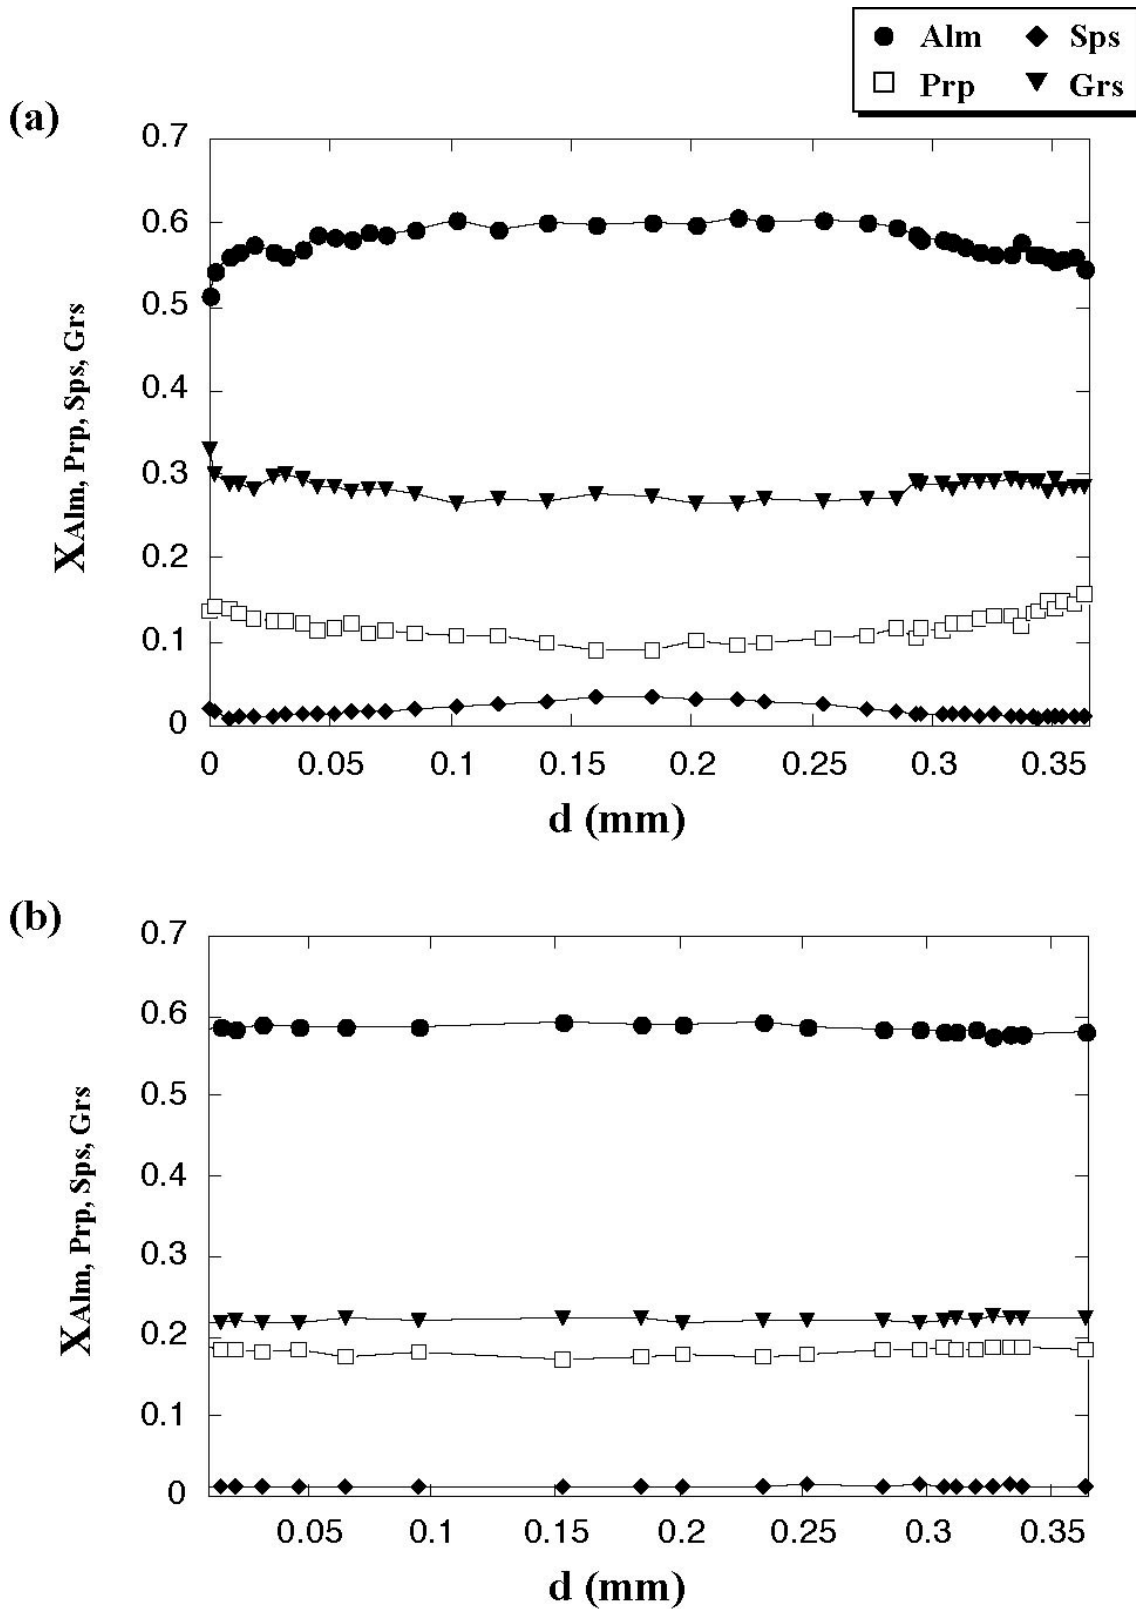 Alm Sps
Prp Grs
(a)
0.7
0.6
0.5
0.4
0.3
0.2
0.1
0
XAlm, Prp, Sps, Grs
0 0.05 0.1 0.15 0.2 0.25 0.3 0.35
d (mm)
(b)
0.7
0.6
0.5
0.4
0.3
0.2
0.1
0
XAlm, Prp, Sps, Grs
0.05 0.1 0.15 0.2 0.25 0.3 0.35
d (mm)